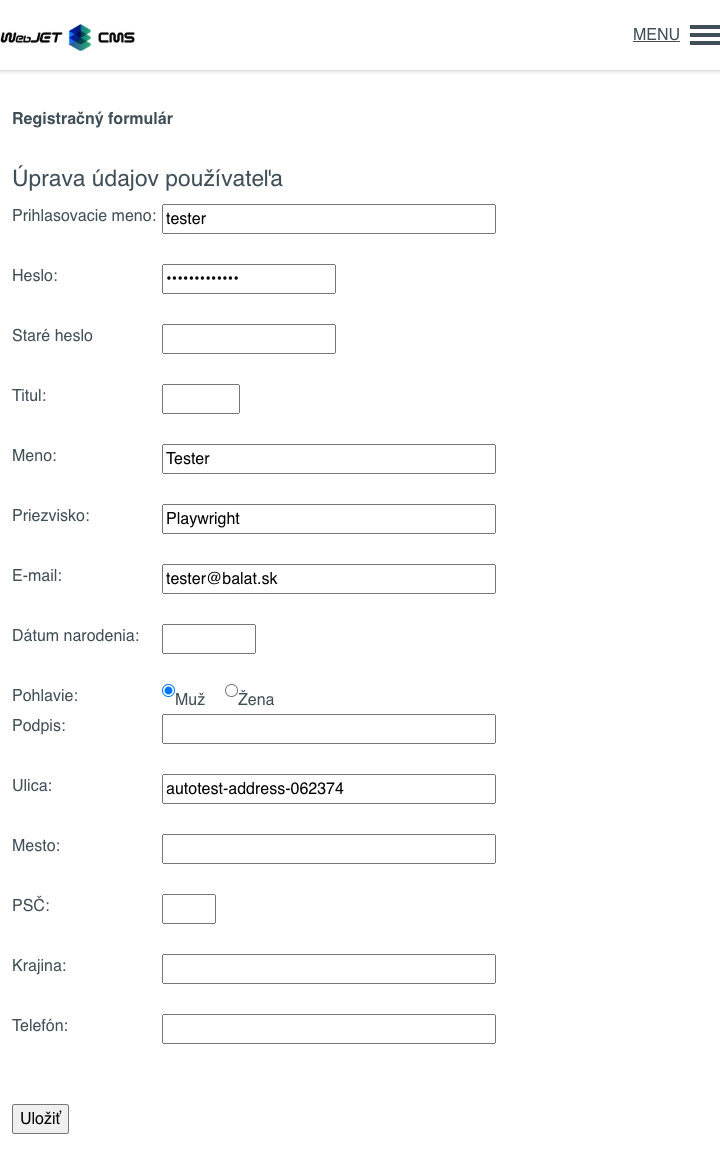 WebJET CMS MENU
Registračný formulár
Úprava údajov používateľa
Prihlasovacie meno: tester
Heslo: •••••••••••••
Staré heslo
Titul:
Meno: Tester
Priezvisko: Playwright
E-mail: tester@balat.sk
Dátum narodenia:
Pohlavie: Muž Žena
Podpis:
Ulica: autotest-address-062374
Mesto:
PSČ:
Krajina:
Telefón:
Uložiť